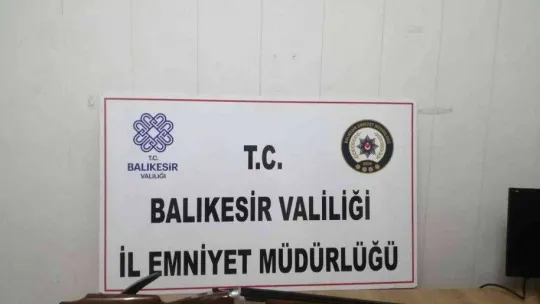 T.C.
BALIKESİR
VALİLİĞİ
T.C.
BALIKESİR VALİLİĞİ
İL EMNİYET MÜDÜRLÜĞÜ